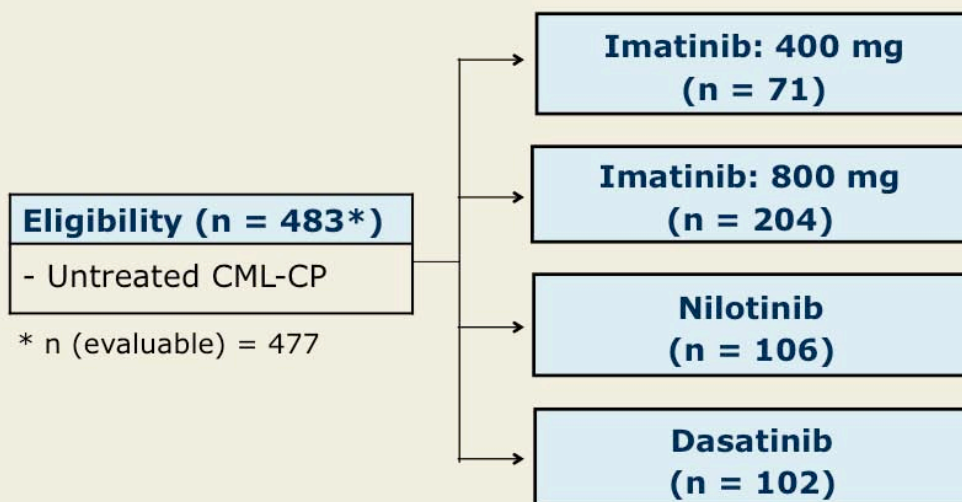 Eligibility (n = 483*)
- Untreated CML-CP
* n (evaluable) = 477
Imatinib: 400 mg
(n = 71)
Imatinib: 800 mg
(n = 204)
Nilotinib
(n = 106)
Dasatinib
(n = 102)